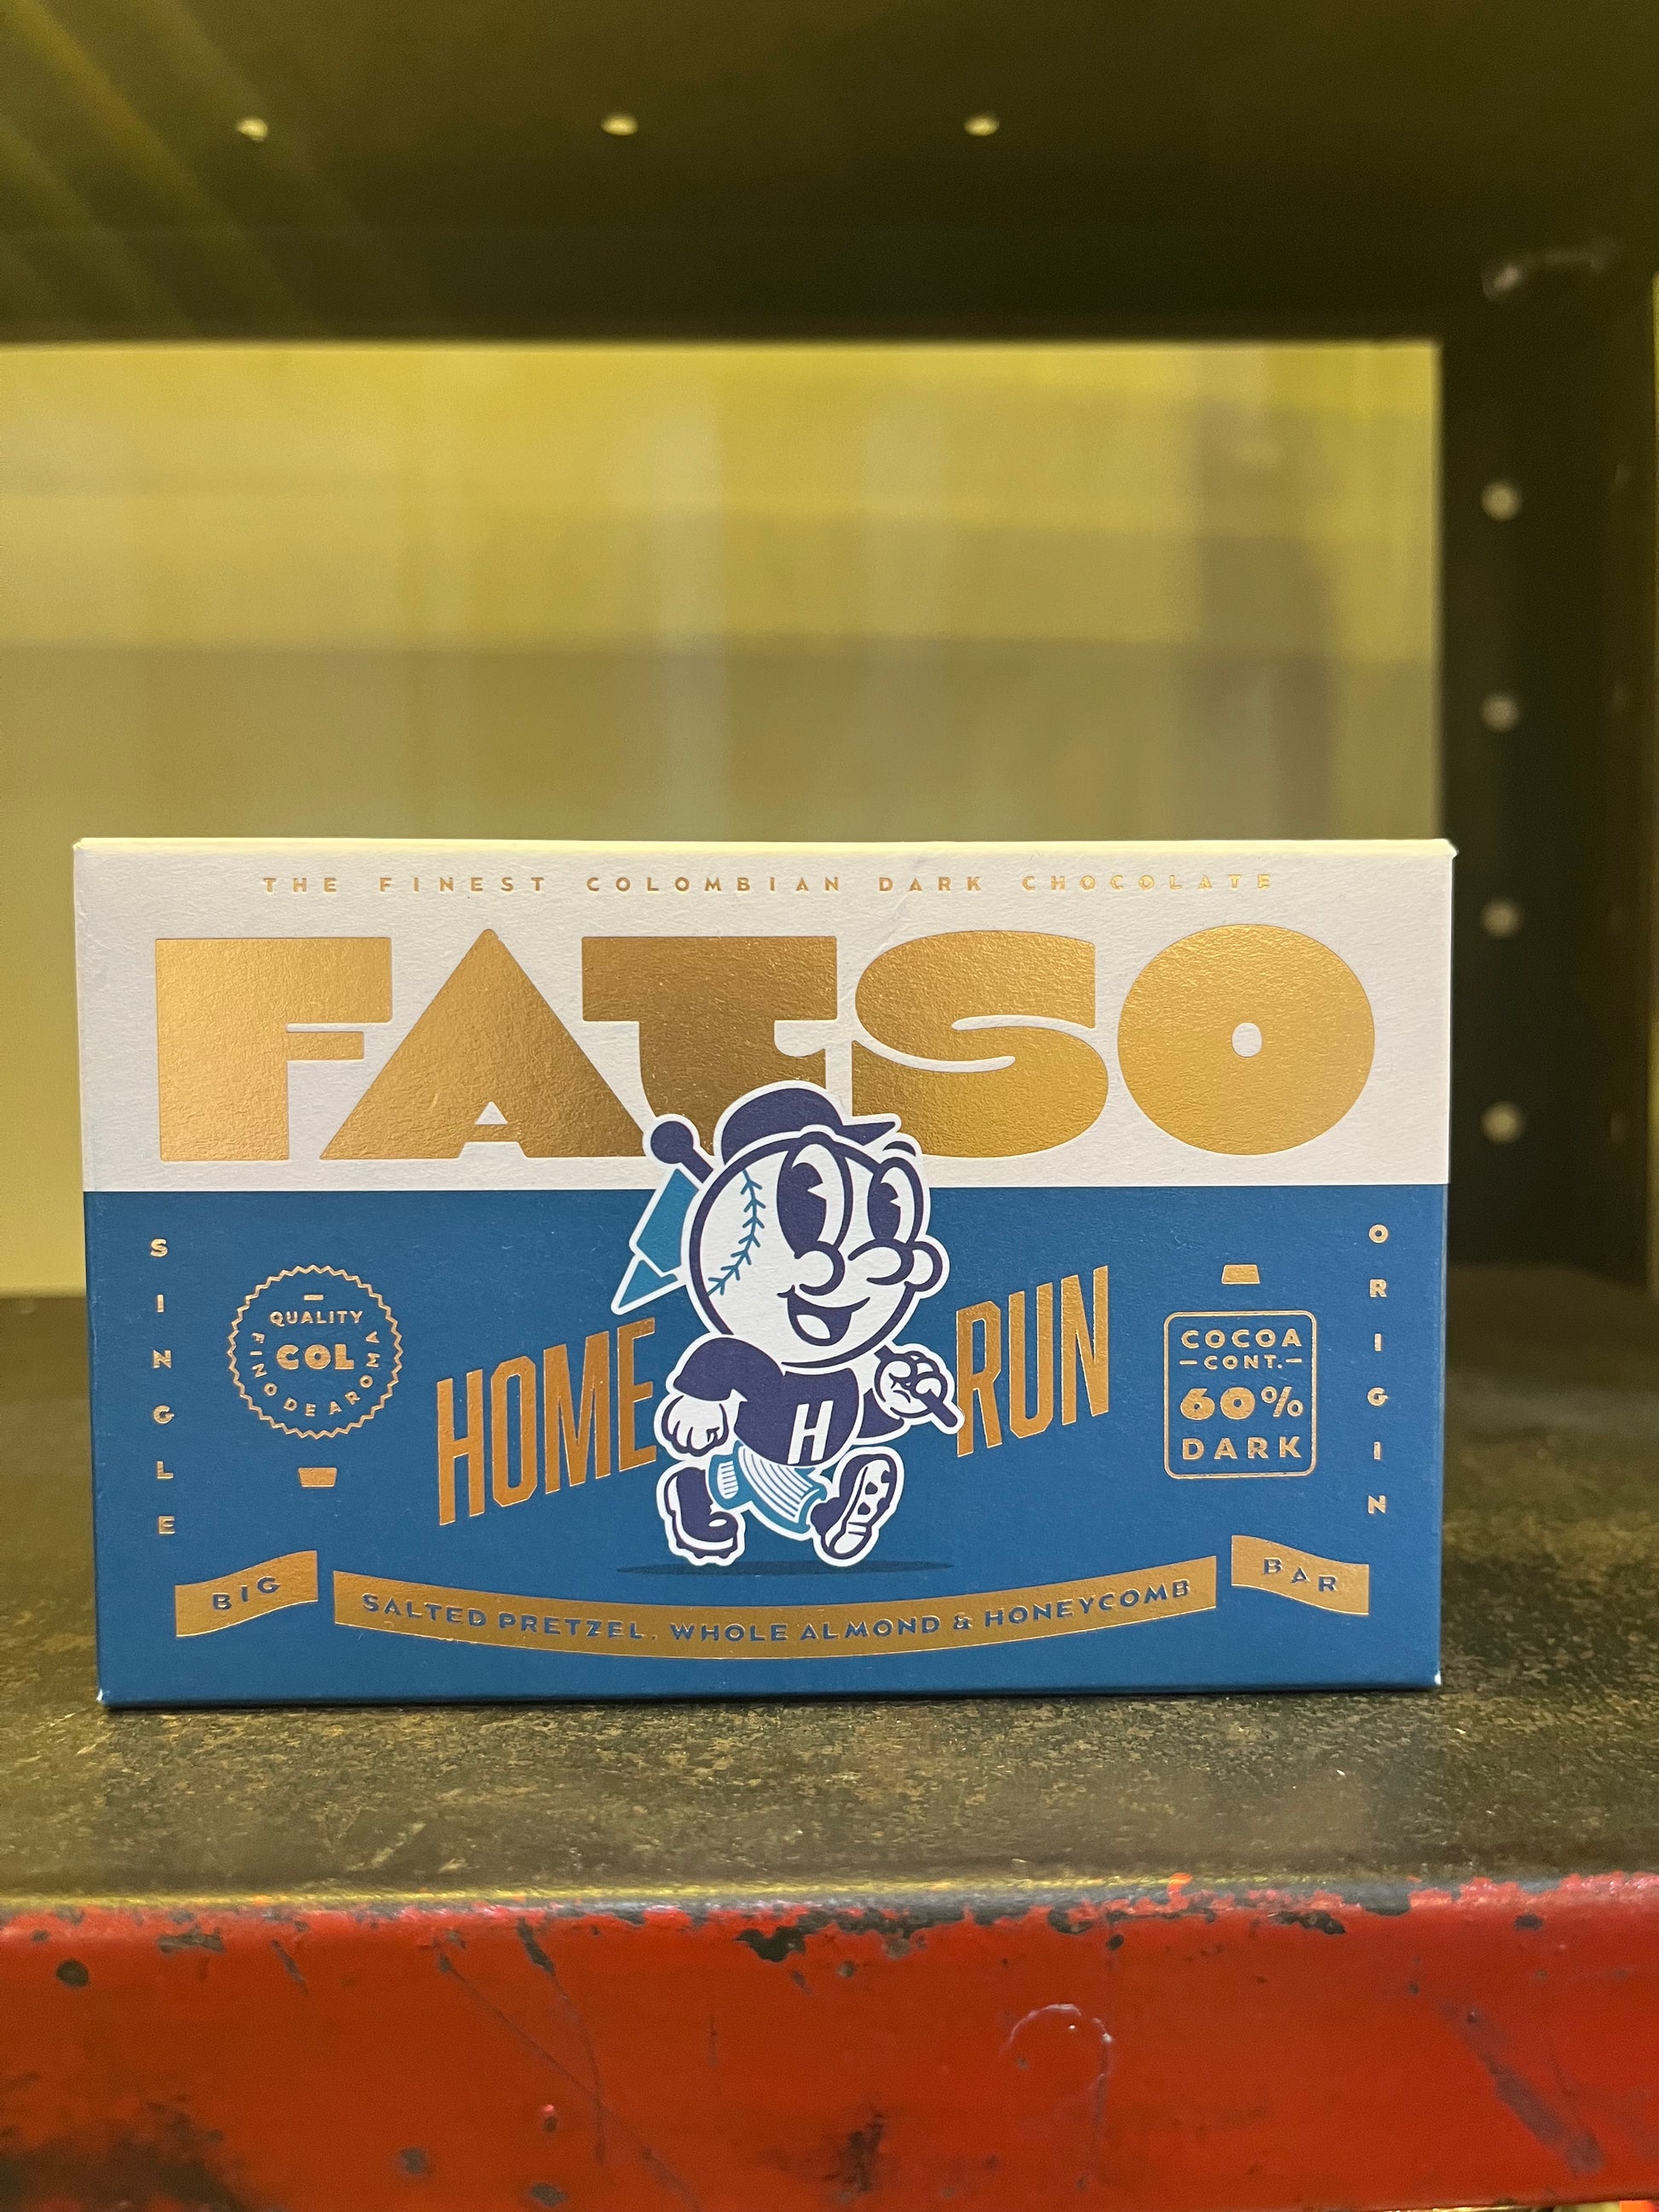 THE FINEST COLOMBIAN DARK CHOCOLATE
FATSO
SINGLE
QUALITY
COL
FINO DE AROMA
HOME RUN
H
COCOA
CONT.
60%
DARK
ORIGIN
BIG
SALTED PRETZEL, WHOLE ALMOND & HONEYCOMB
BAR